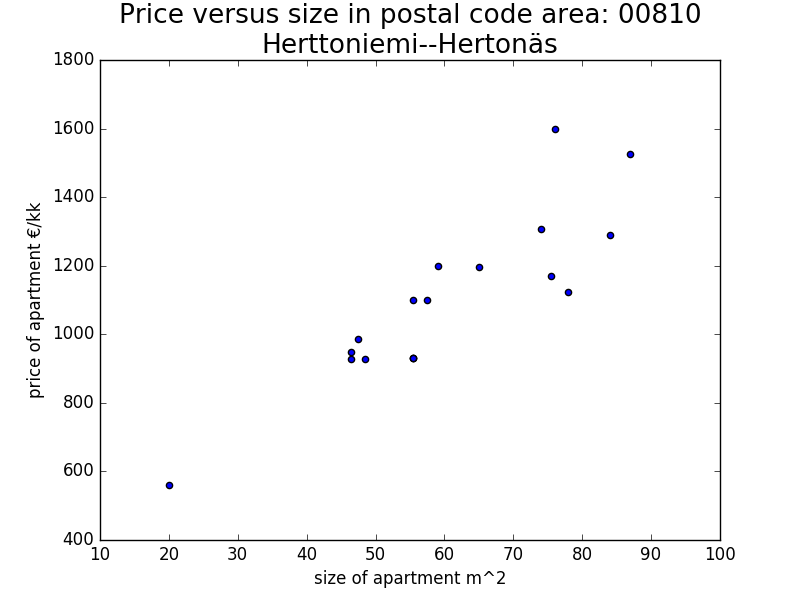 Price versus size in postal code area: 00810
Herttoniemi--Hertonäs
1800
1600
1400
1200
1000
800
600
400
price of apartment €/kk
10 20 30 40 50 60 70 80 90 100
size of apartment m^2